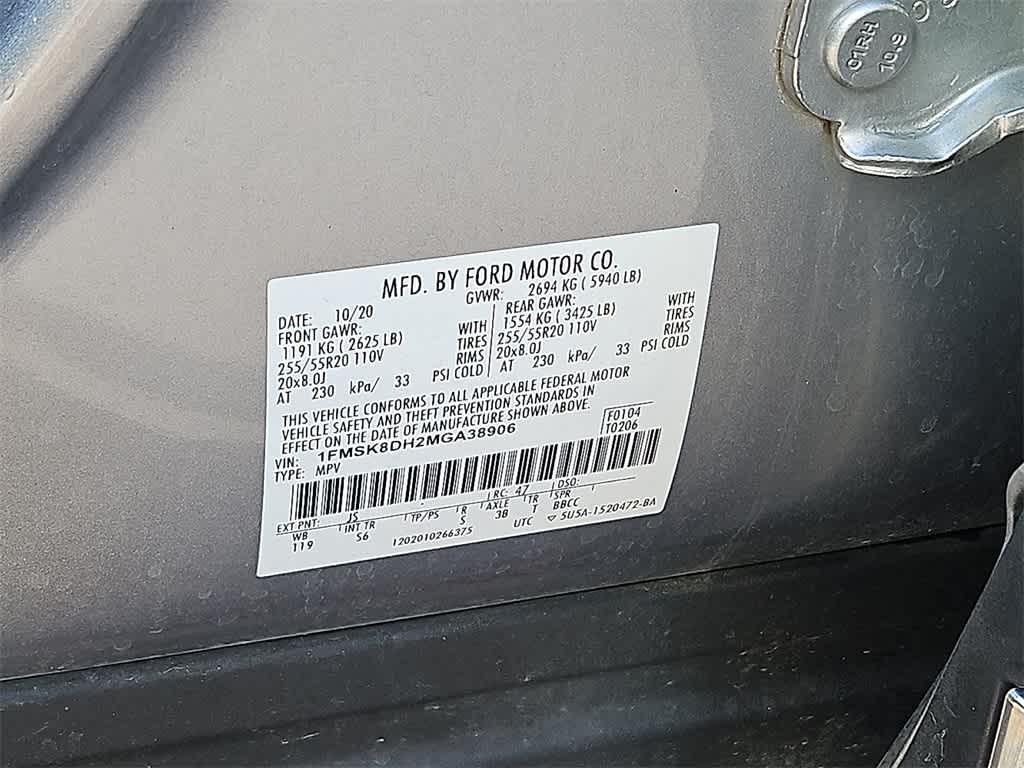 01RH
10.9
MFD. BY FORD MOTOR CO.
DATE: 10/20
GVWR: 2694 KG ( 5940 LB)
FRONT GAWR:
1191 KG ( 2625 LB) WITH
255/55R20 110V TIRES
20x8.0J RIMS
AT 230 kPa/ 33 PSI COLD
REAR GAWR: WITH
1554 KG ( 3425 LB) TIRES
255/55R20 110V RIMS
20x8.0J
AT 230 kPa/ 33 PSI COLD
THIS VEHICLE CONFORMS TO ALL APPLICABLE FEDERAL MOTOR
VEHICLE SAFETY AND THEFT PREVENTION STANDARDS IN
EFFECT ON THE DATE OF MANUFACTURE SHOWN ABOVE.
VIN: 1FMSK8DH2MGA38906
TYPE: MPV
F0104
T0206
EXT PNT: JS RC: 47 DSO:
WB INT TR TP/PS R AXLE TR SPR
119 S6 S 3B T BBCC
1202010266375 UTC 5U5A-1520472-BA